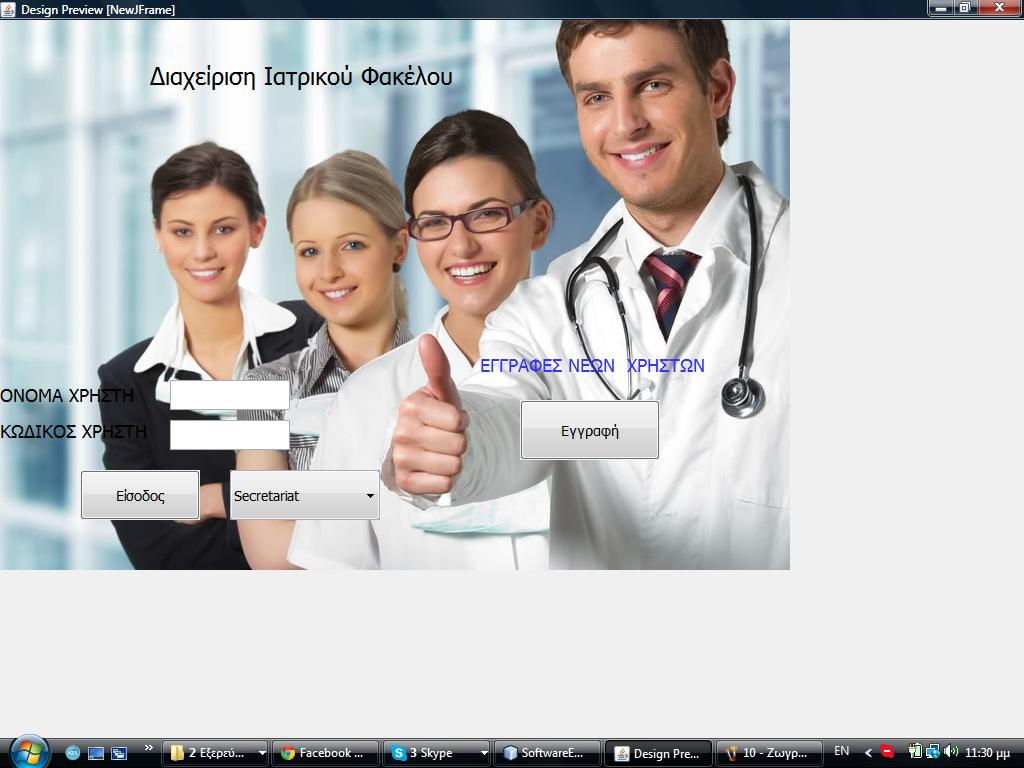 Design Preview [NewJFrame]
Διαχείριση Ιατρικού Φακέλου
ΕΓΓΡΑΦΕΣ ΝΕΩΝ ΧΡΗΣΤΩΝ
ΟΝΟΜΑ ΧΡΗΣΤΗ
ΚΩΔΙΚΟΣ ΧΡΗΣΤΗ
Εγγραφή
Είσοδος
Secretariat
2 Εξερεύ...
Facebook ...
3 Skype
SoftwareE...
Design Pre...
10 - Ζωγρ...
EN
11:30 μμ